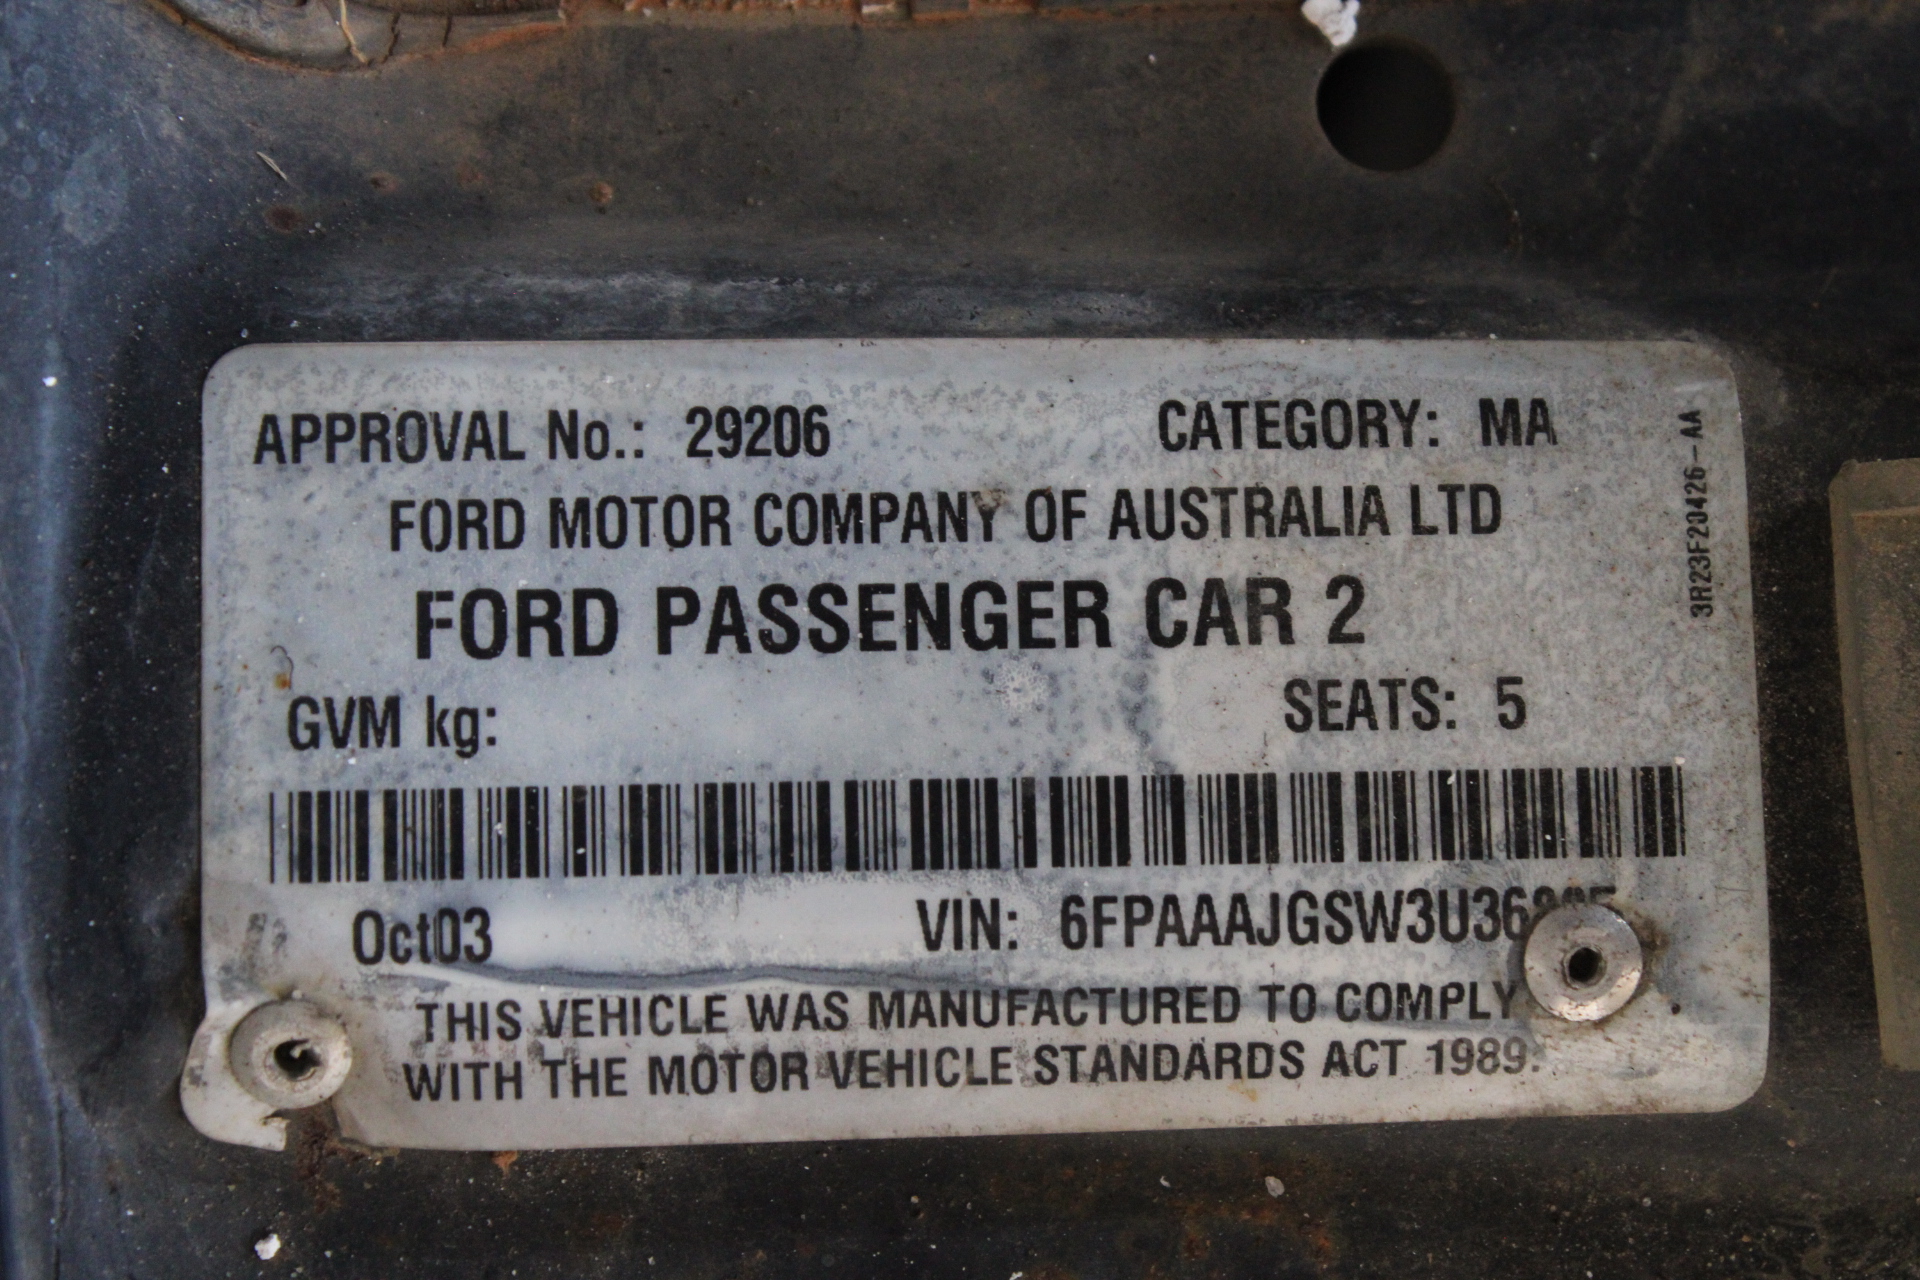 APPROVAL No.: 29206 CATEGORY: MA
FORD MOTOR COMPANY OF AUSTRALIA LTD
FORD PASSENGER CAR 2
GVM kg: SEATS: 5
3R23F20426-AA
Oct03 VIN:
THIS VEHICLE WAS MANUFACTURED TO COMPLY
WITH THE MOTOR VEHICLE STANDARDS ACT 1989.